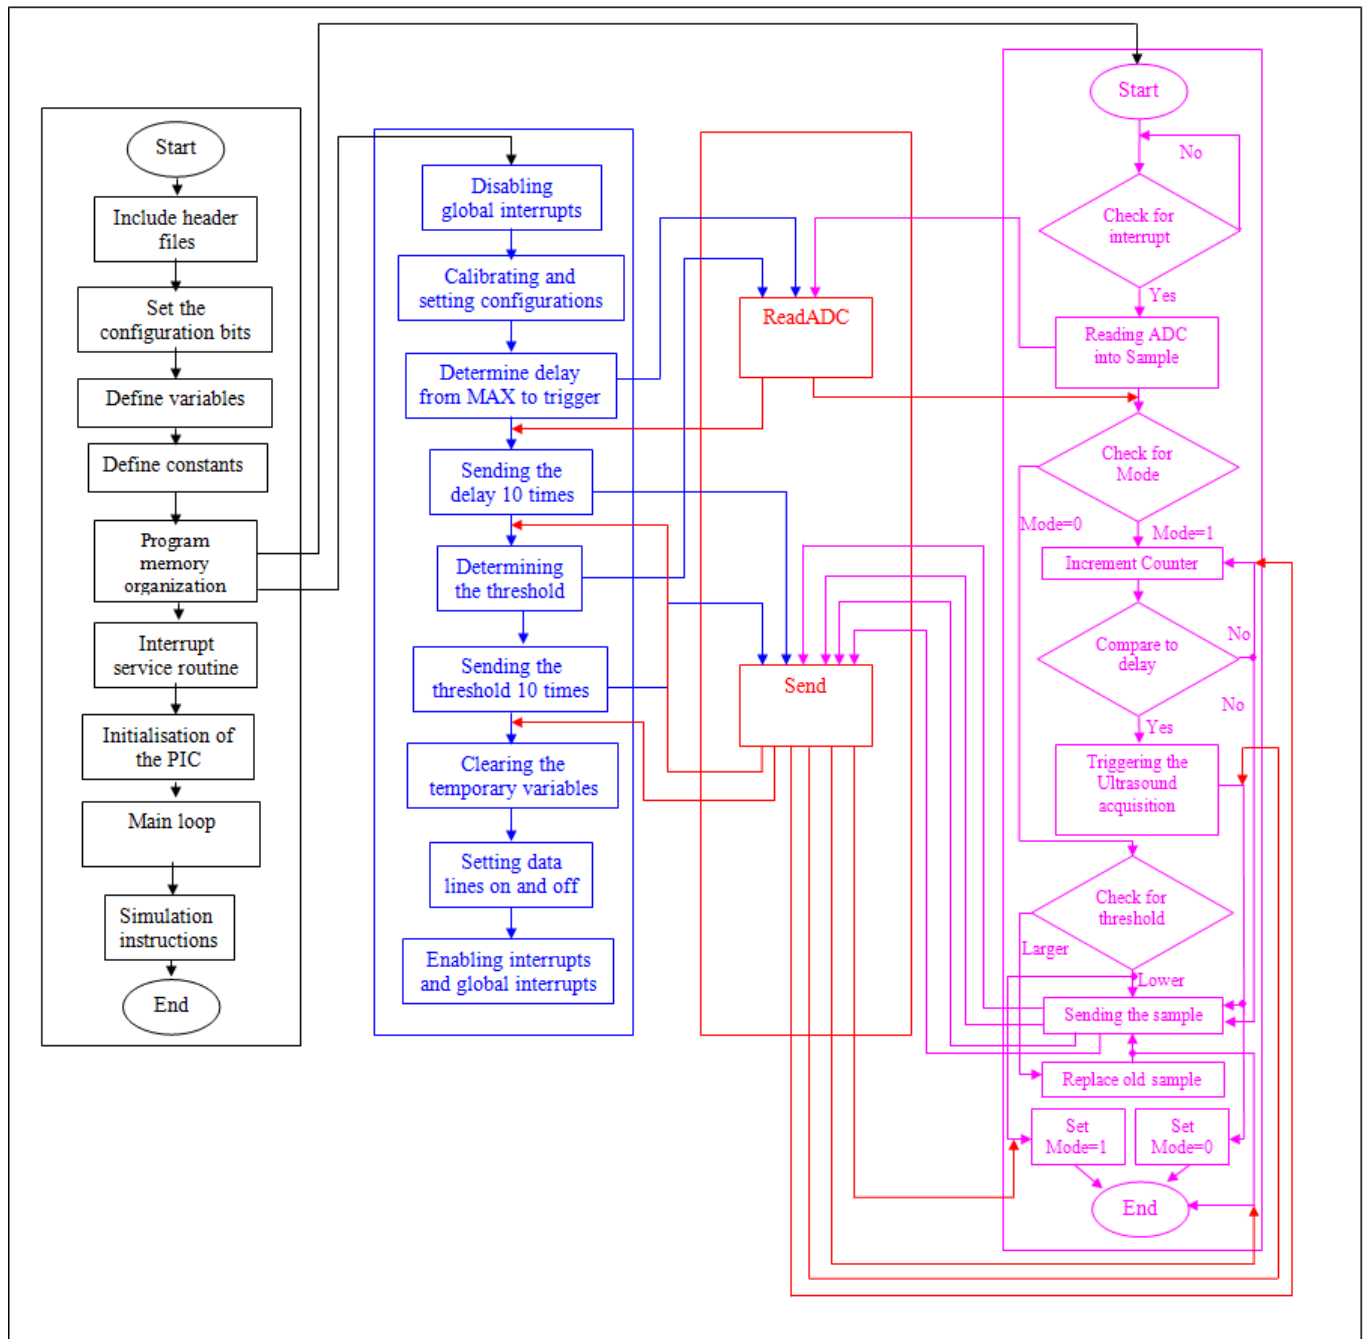 Start
Include header
files
Set the
configuration bits
Define variables
Define constants
Program
memory
organization
Interrupt
service routine
Initialisation of
the PIC
Main loop
Simulation
instructions
End
Disabling
global interrupts
Calibrating and
setting configurations
Determine delay
from MAX to trigger
Sending the
delay 10 times
Determining
the threshold
Sending the
threshold 10 times
Clearing the
temporary variables
Setting data
lines on and off
Enabling interrupts
and global interrupts
ReadADC
Send
Start
No
Check for
interrupt
Yes
Reading ADC
into Sample
Check for
Mode
Mode=0
Mode=1
Increment Counter
No
Compare to
delay
No
Yes
Triggering the
Ultrasound
acquisition
Check for
threshold
Larger
Lower
Sending the sample
Replace old sample
Set
Mode=1
Set
Mode=0
End